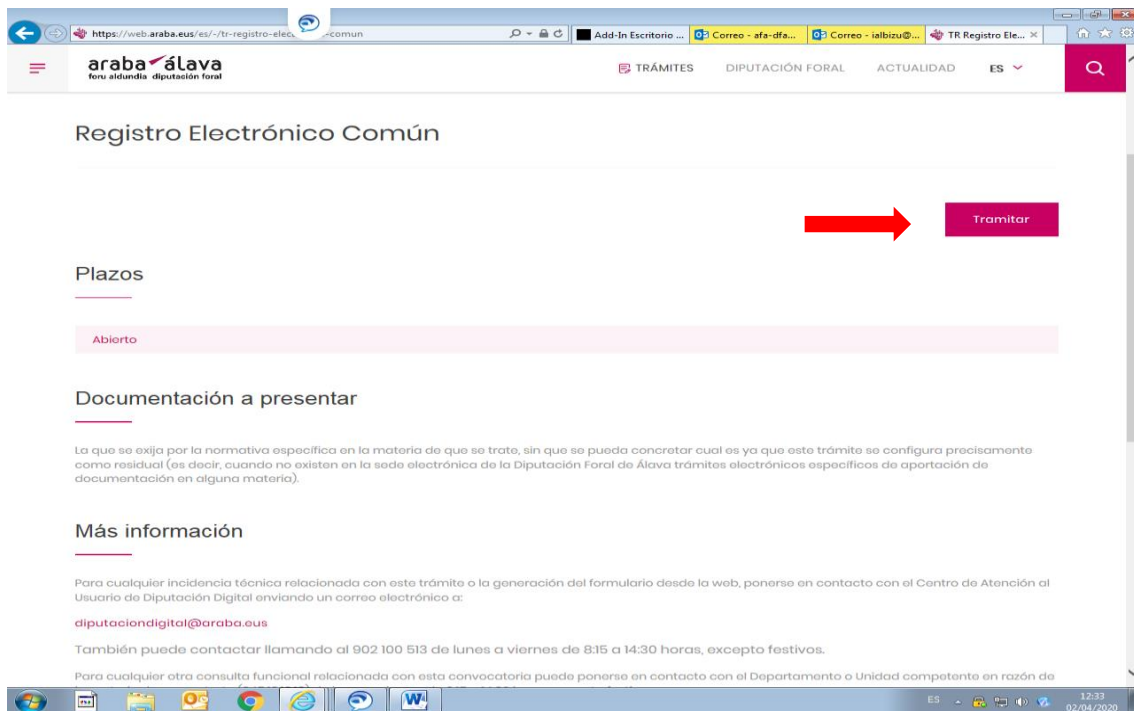 https://web.araba.eus/es/-/tr-registro-elec comun
Add-In Escritorio ...
Correo - afa-dfa...
Correo - ialbizu@...
TR Registro Ele...
araba álava
foru aldundia diputación foral
TRÁMITES
DIPUTACIÓN FORAL
ACTUALIDAD
ES
Registro Electrónico Común
Tramitar
Plazos
Abierto
Documentación a presentar
La que se exija por la normativa específica en la materia de que se trate, sin que se pueda concretar cual es ya que este trámite se configura precisamente
como residual (es decir, cuando no existen en la sede electrónica de la Diputación Foral de Álava trámites electrónicos específicos de aportación de
documentación en alguna materia).
Más información
Para cualquier incidencia técnica relacionada con este trámite o la generación del formulario desde la web, ponerse en contacto con el Centro de Atención al
Usuario de Diputación Digital enviando un correo electrónico a:
diputaciondigital@araba.eus
También puede contactar llamando al 902 100 513 de lunes a viernes de 8:15 a 14:30 horas, excepto festivos.
Para cualquier otra consulta funcional relacionada con esta convocatoria puede ponerse en contacto con el Departamento o Unidad competente en razón de
ES
12:33
02/04/2020